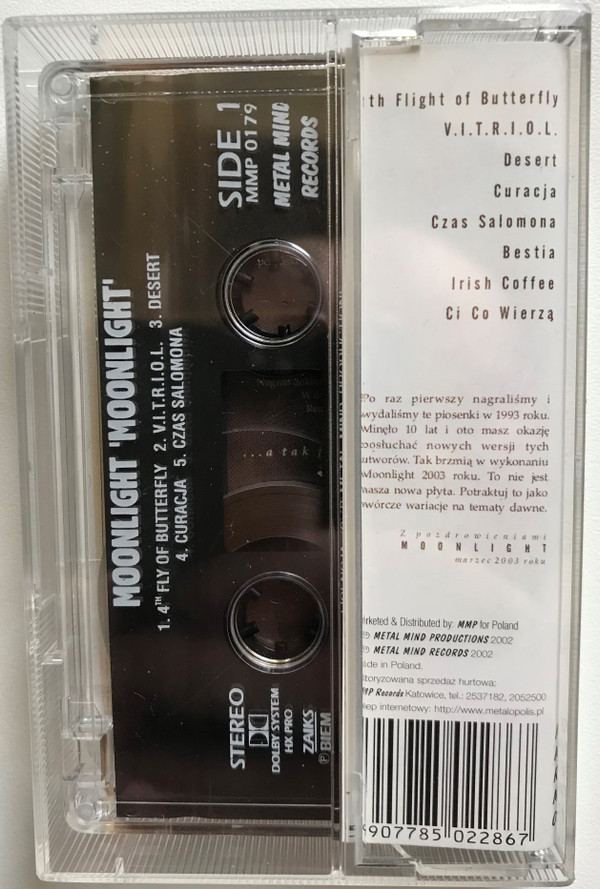 MOONLIGHT 'MOONLIGHT'
1. 4TH FLY OF BUTTERFLY 2. V.I.T.R.I.O.L. 3. DESERT
4. CURACJA 5. CZAS SALOMONA
SIDE 1
MMP 0179
METAL MIND
RECORDS
STEREO
DOLBY SYSTEM
HX PRO
ZAIKS
BIEM
...a tak
th Flight of Butterfly
V.I.T.R.I.O.L.
Desert
Curacja
Czas Salomona
Bestia
Irish Coffee
Ci Co Wierzą
Po raz pierwszy nagraliśmy i
wydaliśmy te piosenki w 1993 roku.
Minęło 10 lat i oto masz okazję
posłuchać nowych wersji tych
utworów. Tak brzmią w wykonaniu
Moonlight 2003 roku. To nie jest
nasza nowa płyta. Potraktuj to jako
twórcze wariacje na tematy dawne.
Z pozdrowieniami
MOONLIGHT
marzec 2003 roku
rketed & Distributed by: MMP for Poland
℗ METAL MIND PRODUCTIONS 2002
© METAL MIND RECORDS 2002
ade in Poland.
toryzowana sprzedaż hurtowa:
MP Records Katowice, tel.: 2537182, 2052500
lep internetowy: http://www.metalopolis.pl
907785 022867